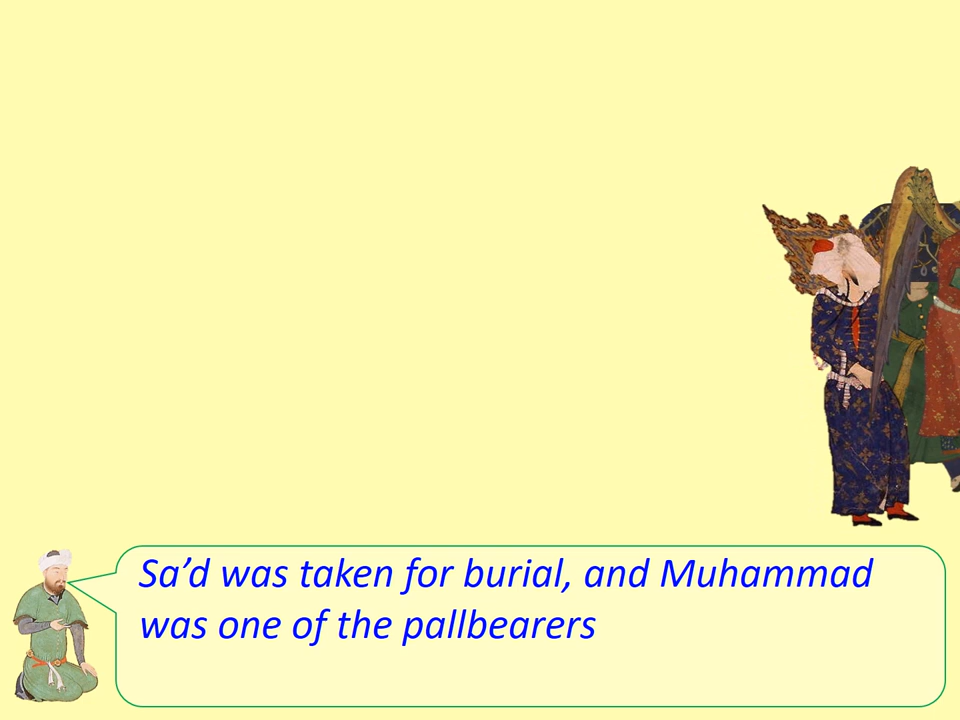 Sa’d was taken for burial, and Muhammad
was one of the pallbearers